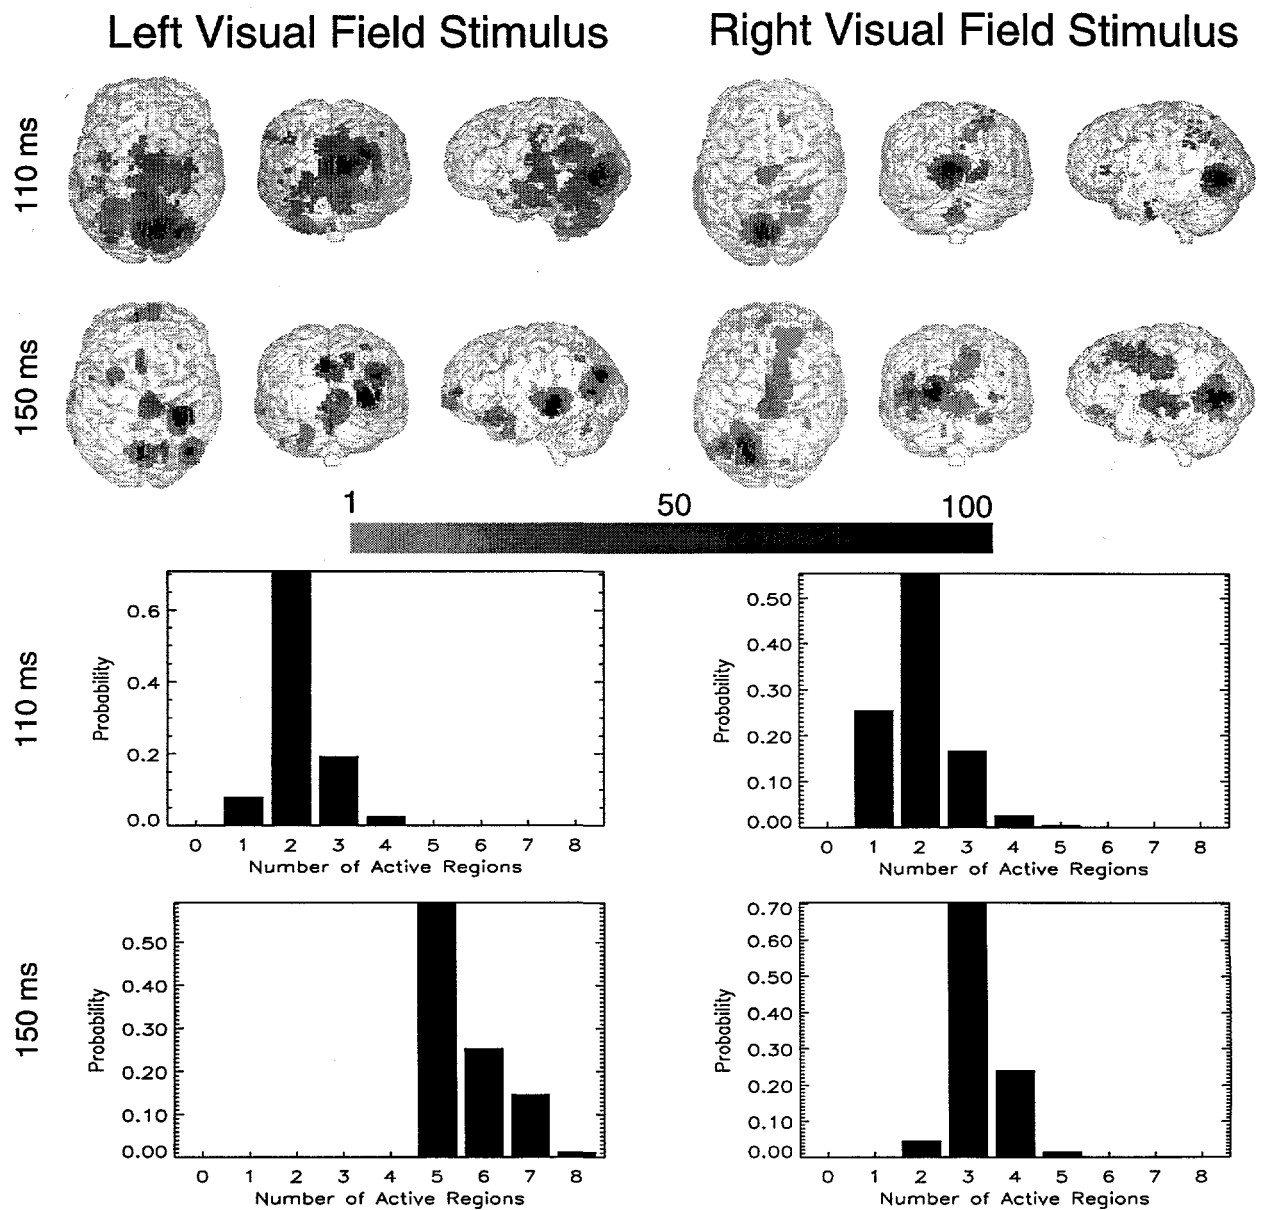 Left Visual Field Stimulus
Right Visual Field Stimulus
110 ms
150 ms
1 50 100
110 ms
Probability
0.6
0.4
0.2
0.0
0 1 2 3 4 5 6 7 8
Number of Active Regions
Probability
0.50
0.40
0.30
0.20
0.10
0.00
0 1 2 3 4 5 6 7 8
Number of Active Regions
150 ms
Probability
0.50
0.40
0.30
0.20
0.10
0.00
0 1 2 3 4 5 6 7 8
Number of Active Regions
Probability
0.70
0.60
0.50
0.40
0.30
0.20
0.10
0.00
0 1 2 3 4 5 6 7 8
Number of Active Regions